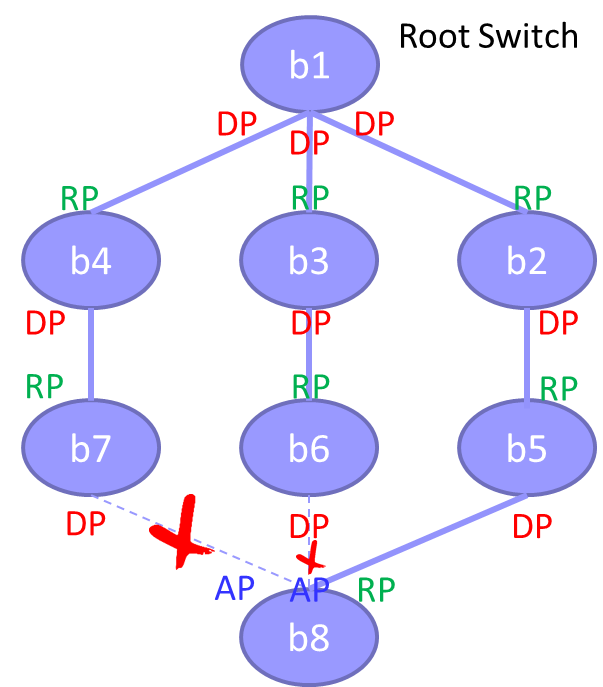 Root Switch
b1
DP DP DP
RP RP RP
b4 b3 b2
DP DP DP
RP RP RP
b7 b6 b5
DP DP DP
AP AP RP
b8